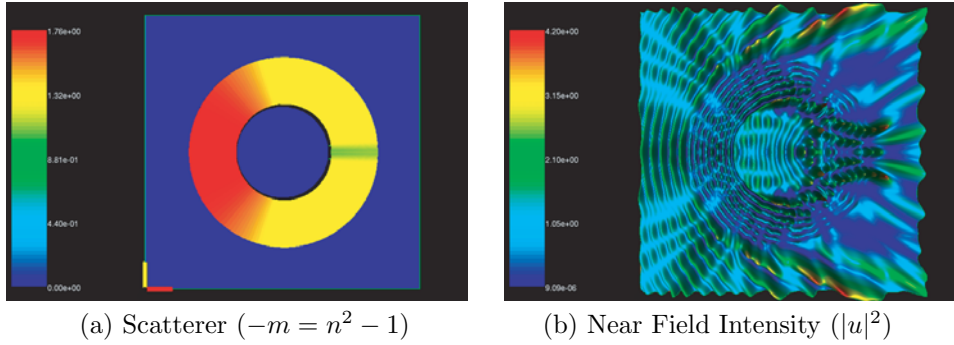 1.76e+00
1.32e+00
8.81e-01
4.40e-01
0.00e+00
4.20e+00
3.15e+00
2.10e+00
1.05e+00
9.09e-06
(a) Scatterer (−m = n² − 1)
(b) Near Field Intensity (|u|²)